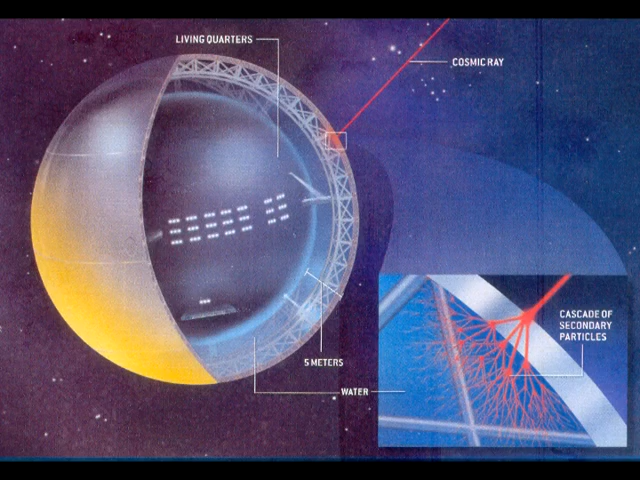 LIVING QUARTERS
COSMIC RAY
CASCADE OF
SECONDARY
PARTICLES
5 METERS
WATER